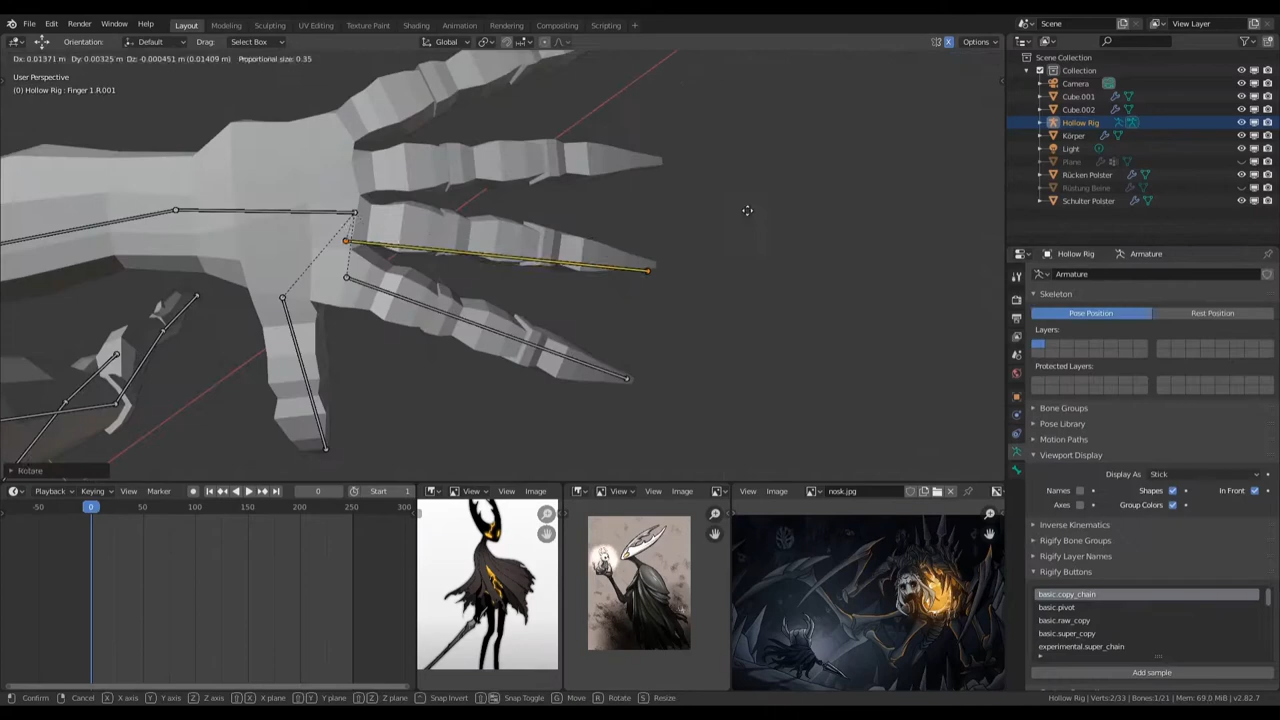 File Edit Render Window Help Layout Modeling Sculpting UV Editing Texture Paint Shading Animation Rendering Compositing Scripting + Scene View Layer
Orientation: Default Drag: Select Box Global X Options
Dx: 0.01371 m Dy: 0.00325 m Dz: -0.000451 m (0.01409 m) Proportional size: 0.35
User Perspective
(0) Hollow Rig : Finger 1.R.001
Scene Collection
Collection
Camera
Cube.001
Cube.002
Hollow Rig
Körper
Light
Plane
Rücken Polster
Rüstung Beine
Schulter Polster
Hollow Rig Armature
Armature
Skeleton
Pose Position Rest Position
Layers:
Protected Layers:
Bone Groups
Pose Library
Motion Paths
Viewport Display
Display As Stick
Names Shapes In Front
Axes Group Colors
Inverse Kinematics
Rigify Bone Groups
Rigify Layer Names
Rigify Buttons
basic.copy_chain
basic.pivot
basic.raw_copy
basic.super_copy
experimental.super_chain
Add sample
Rotate
Playback Keying View Marker 0 Start 1
-50 0 50 100 150 200 250 300
View View Image
View View Image
View Image nosk.jpg
Confirm Cancel X X axis Y Y axis Z Z axis X X plane Y Y plane Z Z plane Snap Invert Snap Toggle G Move R Rotate S Resize
Hollow Rig | Verts:2/33 | Bones:1/21 | Mem: 69.0 MiB | v2.82.7